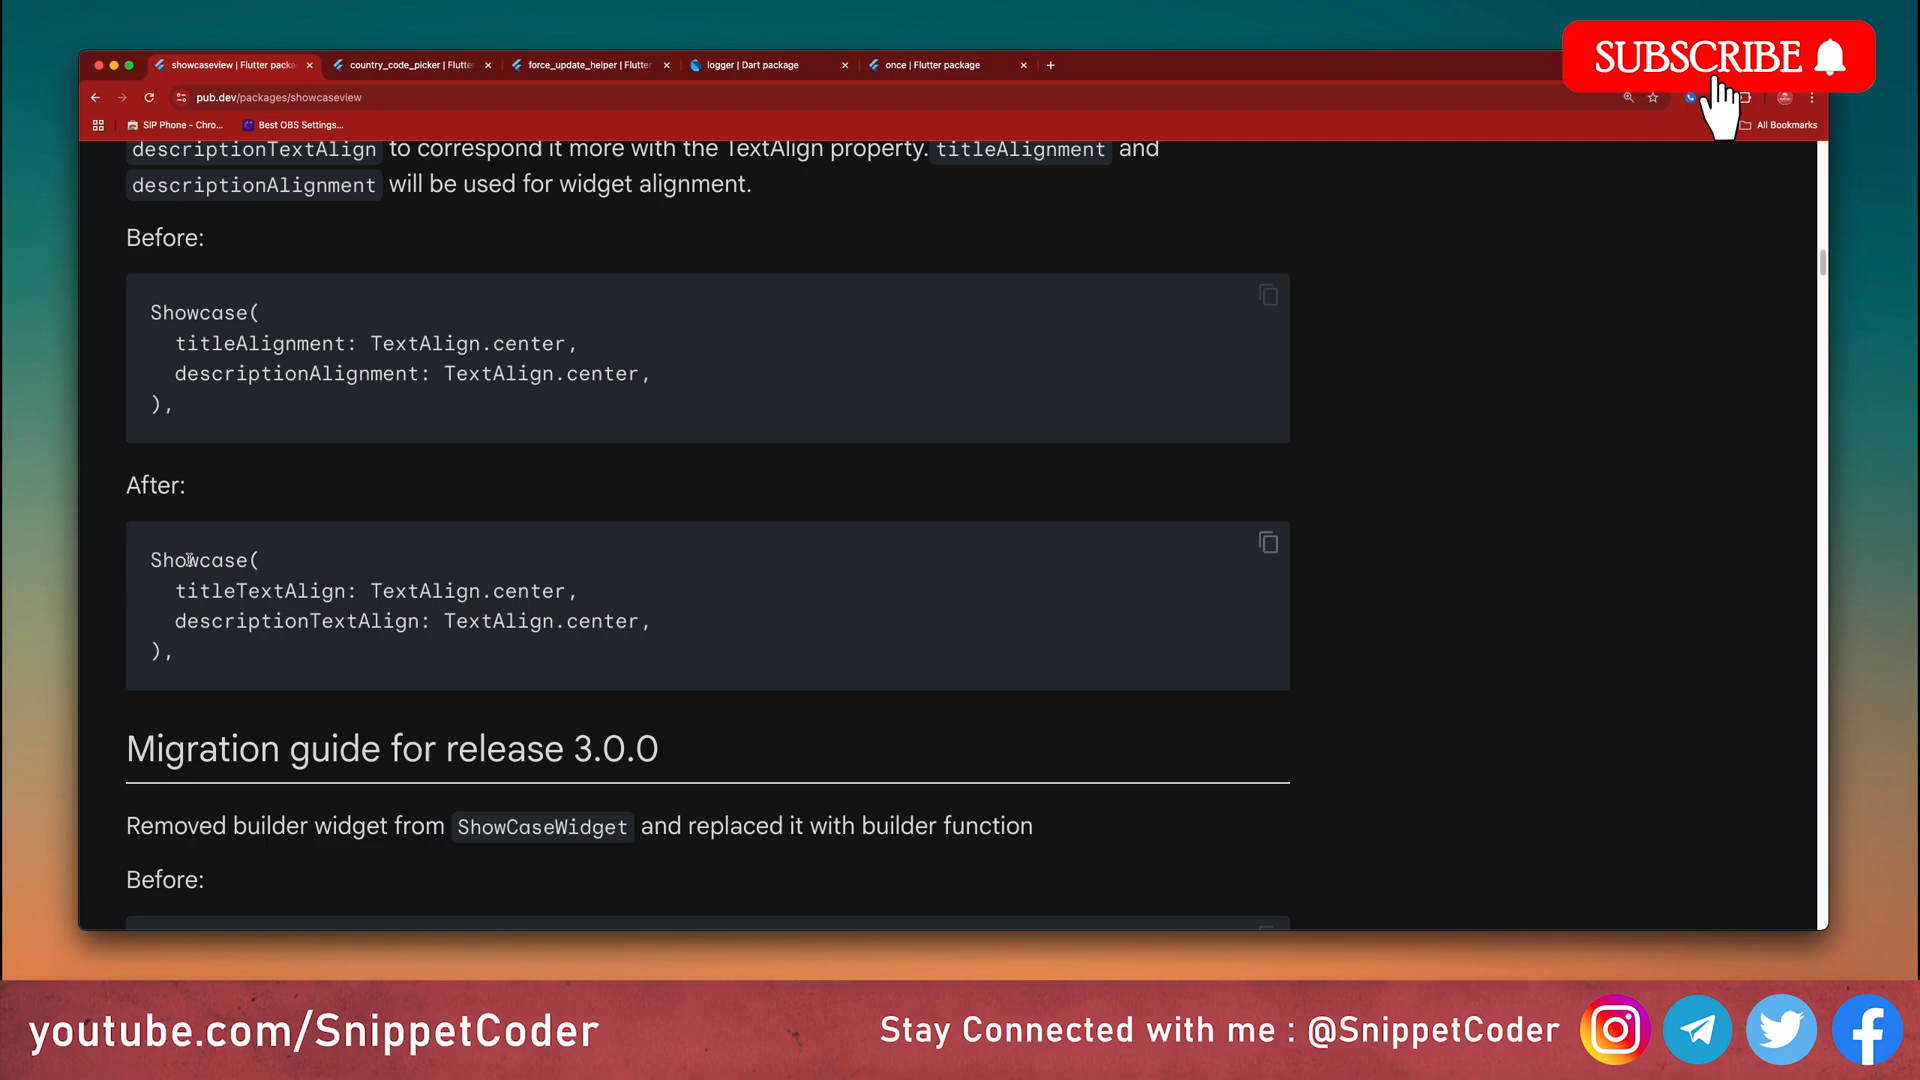 SUBSCRIBE
showcaseview | Flutter packa
country_code_picker | Flutte
force_update_helper | Flutter
logger | Dart package
once | Flutter package
pub.dev/packages/showcaseview
SIP Phone - Chro...
Best OBS Settings...
All Bookmarks
descriptionTextAlign to correspond it more with the TextAlign property. titleAlignment and
descriptionAlignment will be used for widget alignment.
Before:
Showcase(
titleAlignment: TextAlign.center,
descriptionAlignment: TextAlign.center,
),
After:
Showcase(
titleTextAlign: TextAlign.center,
descriptionTextAlign: TextAlign.center,
),
Migration guide for release 3.0.0
Removed builder widget from ShowCaseWidget and replaced it with builder function
Before:
youtube.com/SnippetCoder
Stay Connected with me : @SnippetCoder